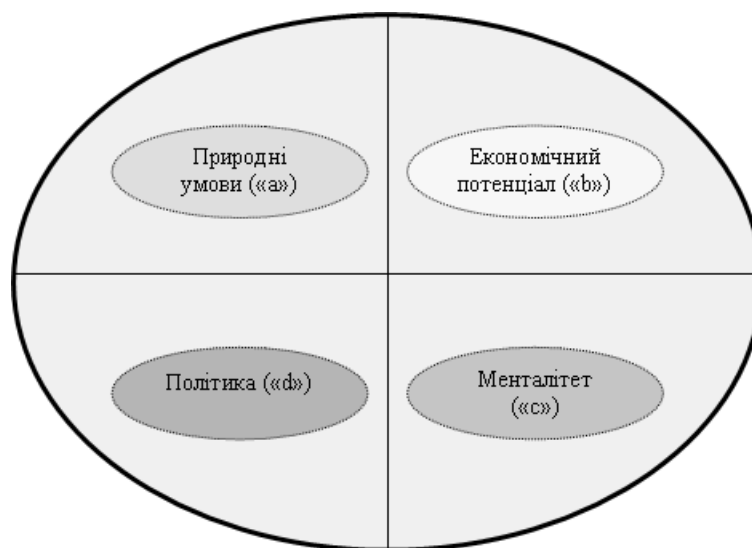 Природні
умови («a»)
Економічний
потенціал («b»)
Політика («d»)
Менталітет
(«c»)